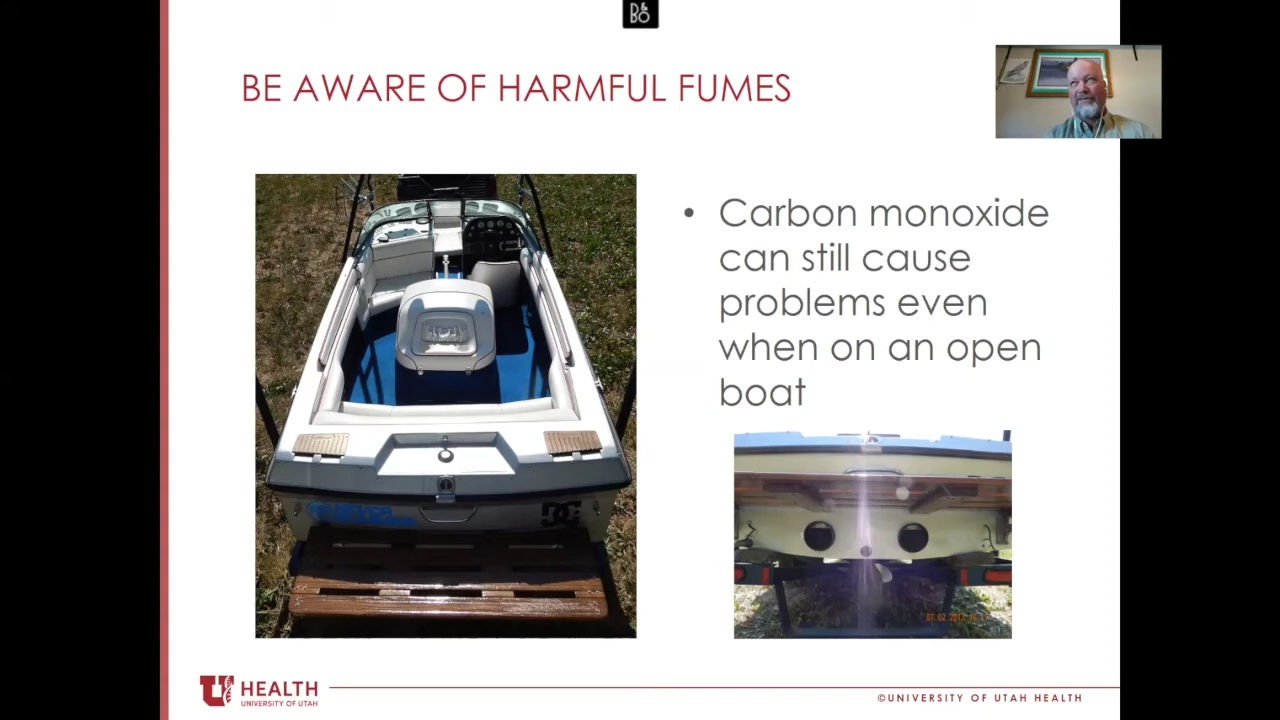 B&O
BE AWARE OF HARMFUL FUMES
• Carbon monoxide
can still cause
problems even
when on an open
boat
DC
U HEALTH
UNIVERSITY OF UTAH
©UNIVERSITY OF UTAH HEALTH